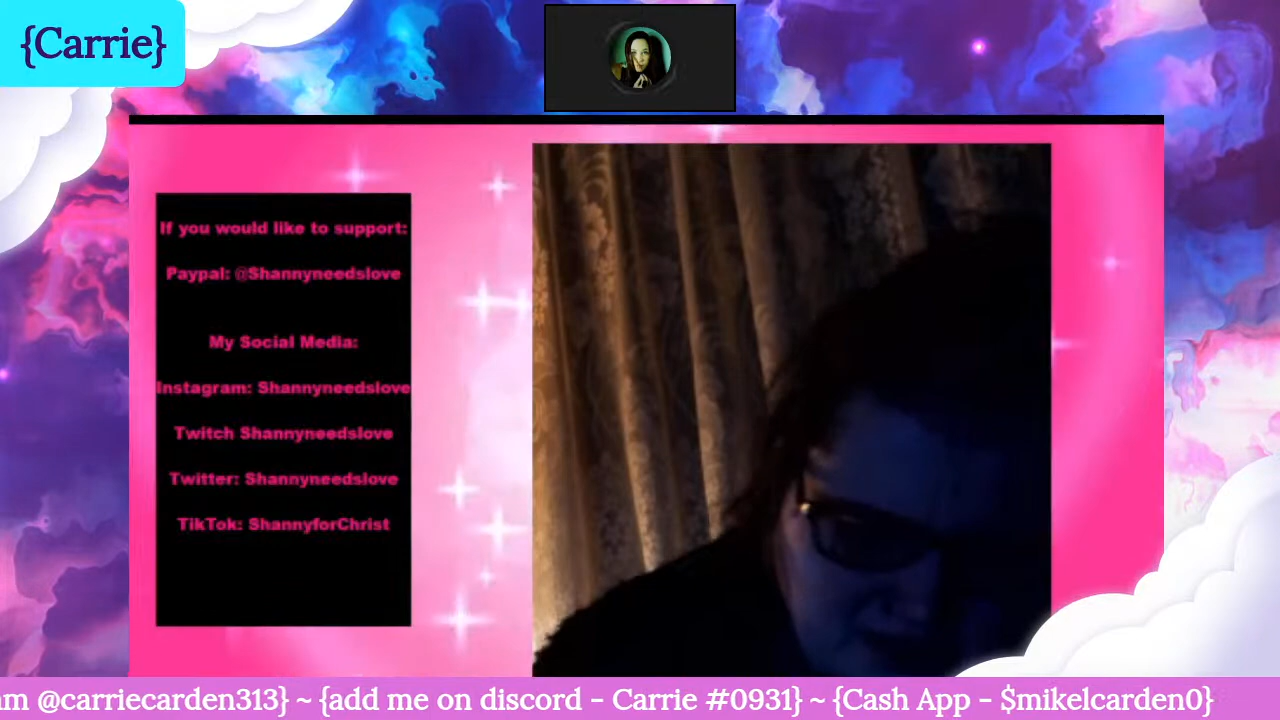 {Carrie}
If you would like to support:
Paypal: @Shannyneedslove
My Social Media:
Instagram: Shannyneedslove
Twitch Shannyneedslove
Twitter: Shannyneedslove
TikTok: ShannyforChrist
am @carriecarden313} ~ {add me on discord - Carrie #0931} ~ {Cash App - $mikelcarden0}